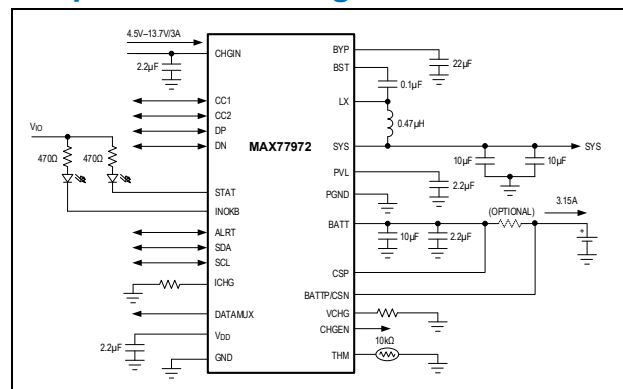 4.5V–13.7V/3A
CHGIN
2.2µF
CC1
CC2
DP
DN
VIO
470Ω
470Ω
STAT
INOKB
ALRT
SDA
SCL
ICHG
DATAMUX
VDD
2.2µF
GND
MAX77972
BYP
22µF
BST
0.1µF
LX
0.47µH
SYS
SYS
10µF
10µF
PVL
2.2µF
PGND
3.15A
(OPTIONAL)
BATT
10µF
2.2µF
+
CSP
BATTP/CSN
VCHG
CHGEN
10kΩ
THM